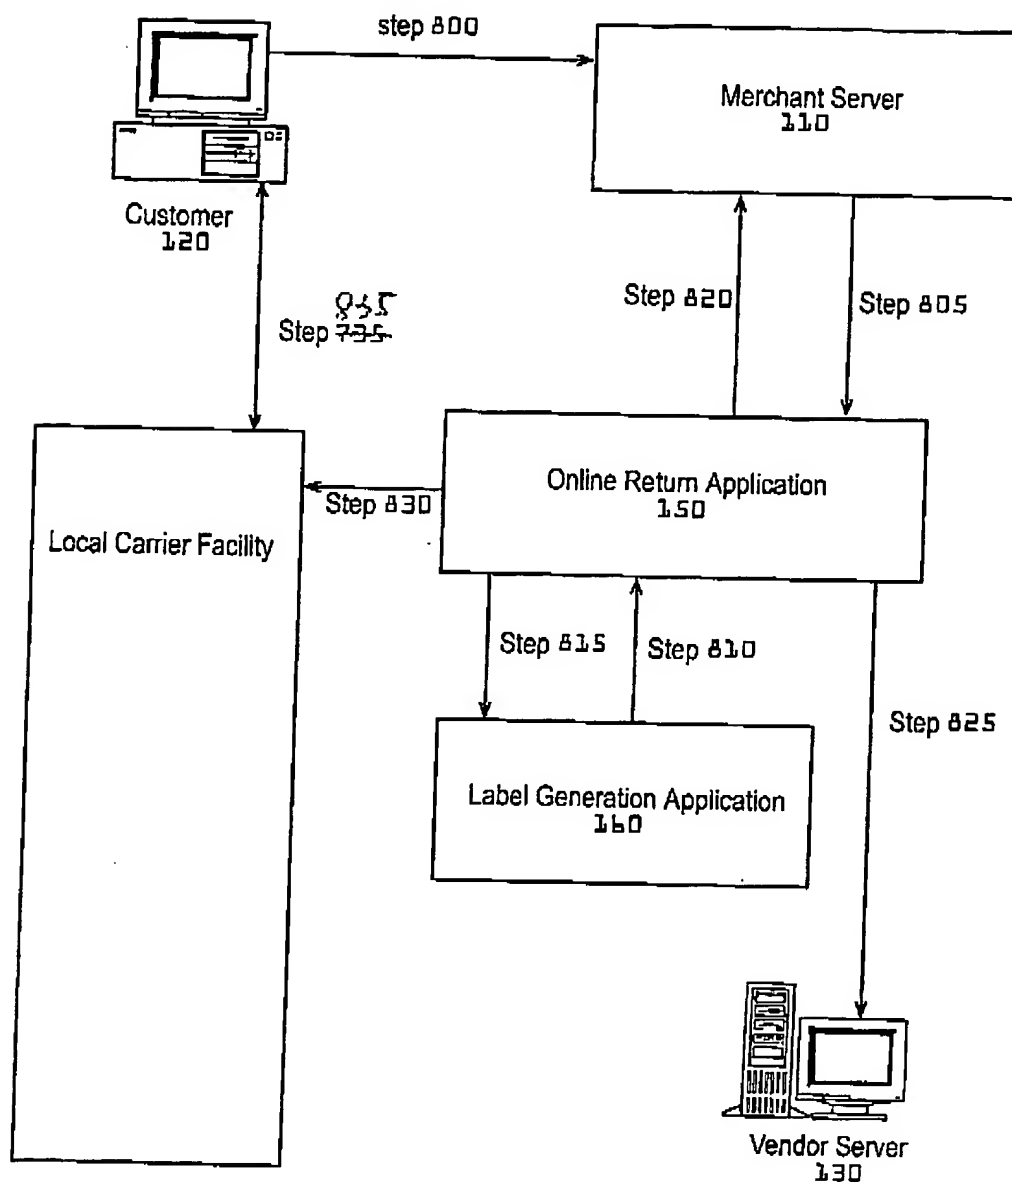 step 800
Merchant Server
110
Customer
120
Step 820
Step 805
835
Step 735
Online Return Application
150
Step 830
Local Carrier Facility
Step 815
Step 810
Step 825
Label Generation Application
160
Vendor Server
130